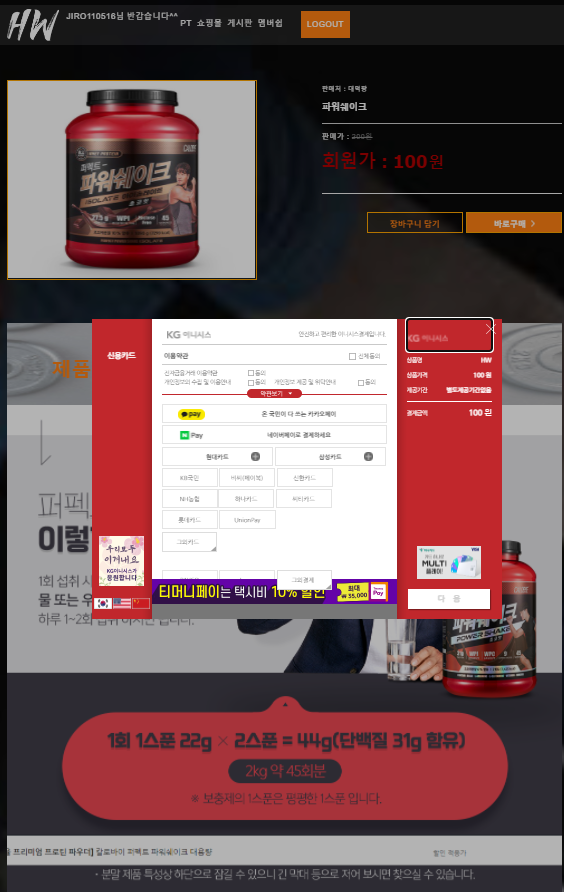 HW
JIRO110516님 반갑습니다^^
PT 쇼핑몰 게시판 멤버쉽
LOGOUT
판매처 : 대박몰
파워쉐이크
판매가 : 200원
회원가 : 100원
장바구니 담기
바로구매 >
퍼펙트
파워쉐이크
ISOLATE
WPI
제품
신용카드
KG 이니시스
안전하고 편리한 이니시스결제입니다.
이용약관
전체동의
전자금융거래 이용약관 동의
개인정보의 수집 및 이용안내 동의 개인정보 제공 및 위탁안내 동의
약관보기
pay 온 국민이 다 쓰는 카카오페이
N Pay 네이버페이로 결제하세요
현대카드 삼성카드
KB국민 비씨(페이북) 신한카드
NH농협 하나카드 씨티카드
롯데카드 UnionPay
그외카드
그외결제
티머니페이는 택시비 10% 할인
최대
₩ 35,000
Pay
우리모두
이겨내요
KG이니시스가
응원합니다
KG 이니시스
상품명 HW
상품가격 100 원
제공기간 별도제공기간없음
결제금액 100 원
MULTI
플레이!
다 음
퍼펙
이렇
1회 섭취 시
물 또는 우
하루 1~2회 섭취 하시면 됩니다.
POWER SHAKE
1회 1스푼 22g × 2스푼 = 44g(단백질 31g 함유)
2kg 약 45회분
※ 보충제의 1스푼은 평평한 1스푼 입니다.
프리미엄 프로틴 파우더] 칼로바이 퍼펙트 파워쉐이크 대용량
할인 적용가
· 분말 제품 특성상 하단으로 잠길 수 있으니 긴 막대 등으로 저어 보시면 찾으실 수 있습니다.